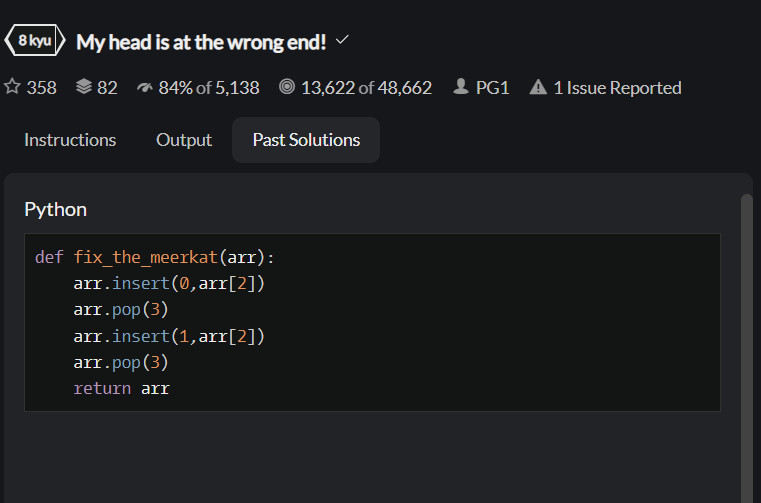 8 kyu My head is at the wrong end!
358 82 84% of 5,138 13,622 of 48,662 PG1 1 Issue Reported
Instructions Output Past Solutions
Python
def fix_the_meerkat(arr):
    arr.insert(0,arr[2])
    arr.pop(3)
    arr.insert(1,arr[2])
    arr.pop(3)
    return arr